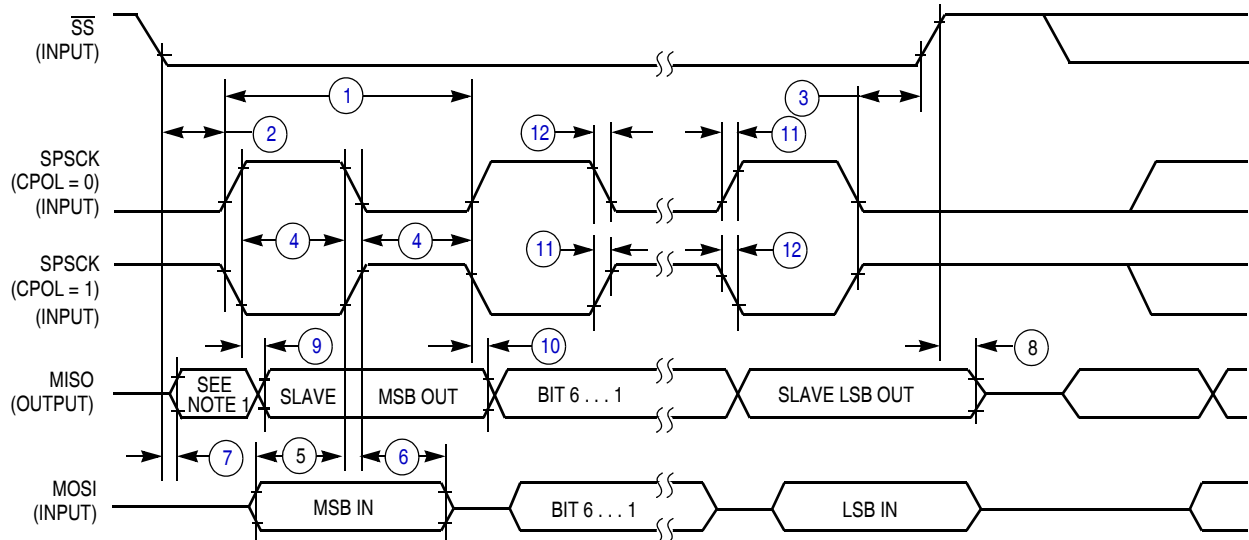 SS
(INPUT)
1
3
2
12
11
SPSCK
(CPOL = 0)
(INPUT)
4
4
11
12
SPSCK
(CPOL = 1)
(INPUT)
9
10
8
MISO
(OUTPUT)
SEE
NOTE 1
SLAVE
MSB OUT
BIT 6 . . . 1
SLAVE LSB OUT
7
5
6
MOSI
(INPUT)
MSB IN
BIT 6 . . . 1
LSB IN